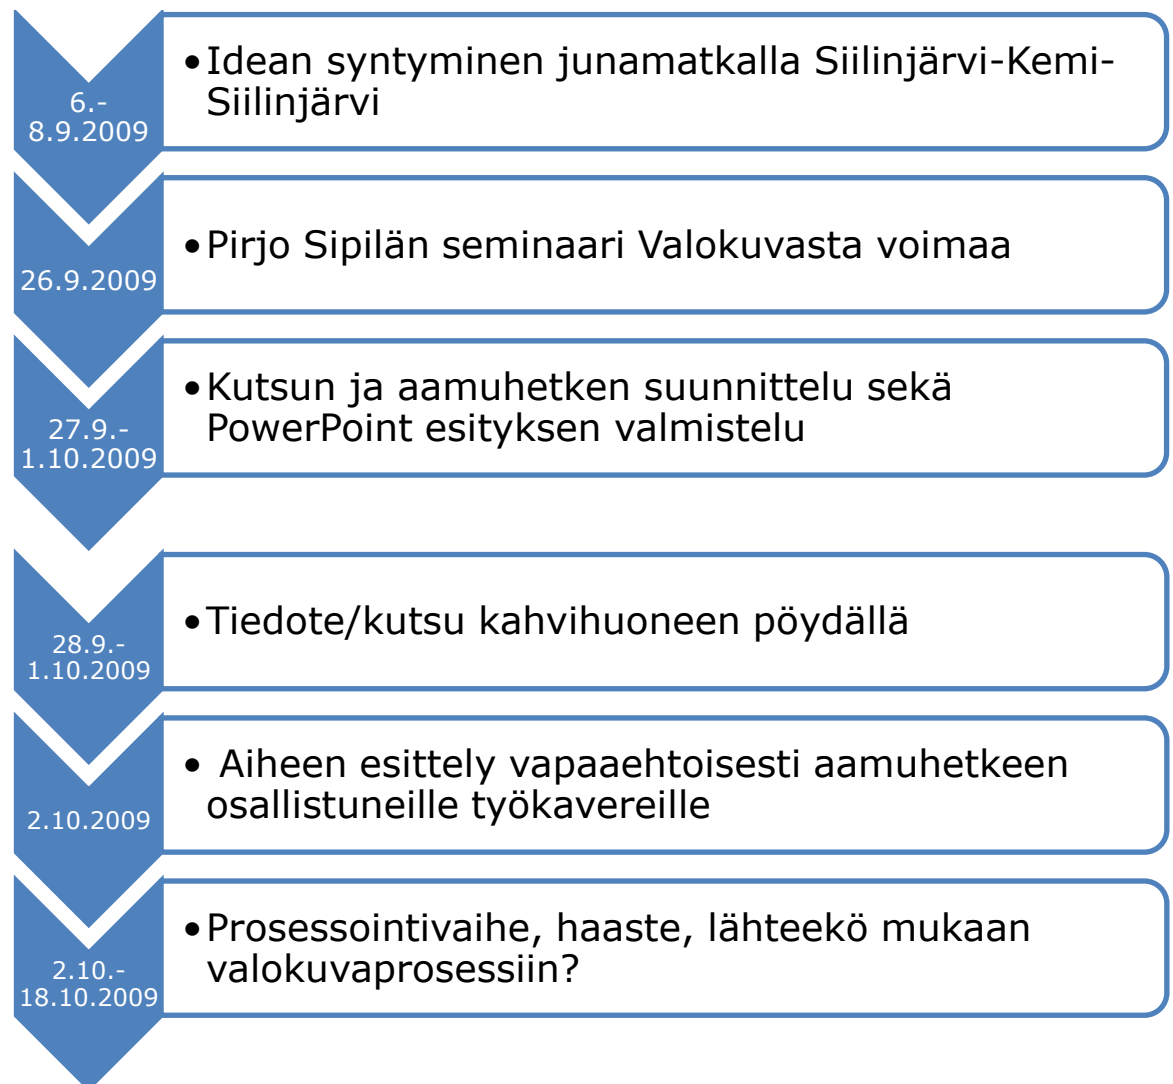 6.-
8.9.2009
•Idean syntyminen junamatkalla Siilinjärvi-Kemi-
Siilinjärvi
26.9.2009
•Pirjo Sipilän seminaari Valokuvasta voimaa
27.9.-
1.10.2009
•Kutsun ja aamuhetken suunnittelu sekä
PowerPoint esityksen valmistelu
28.9.-
1.10.2009
•Tiedote/kutsu kahvihuoneen pöydällä
2.10.2009
• Aiheen esittely vapaaehtoisesti aamuhetkeen
osallistuneille työkavereille
2.10.-
18.10.2009
•Prosessointivaihe, haaste, lähteekö mukaan
valokuvaprosessiin?